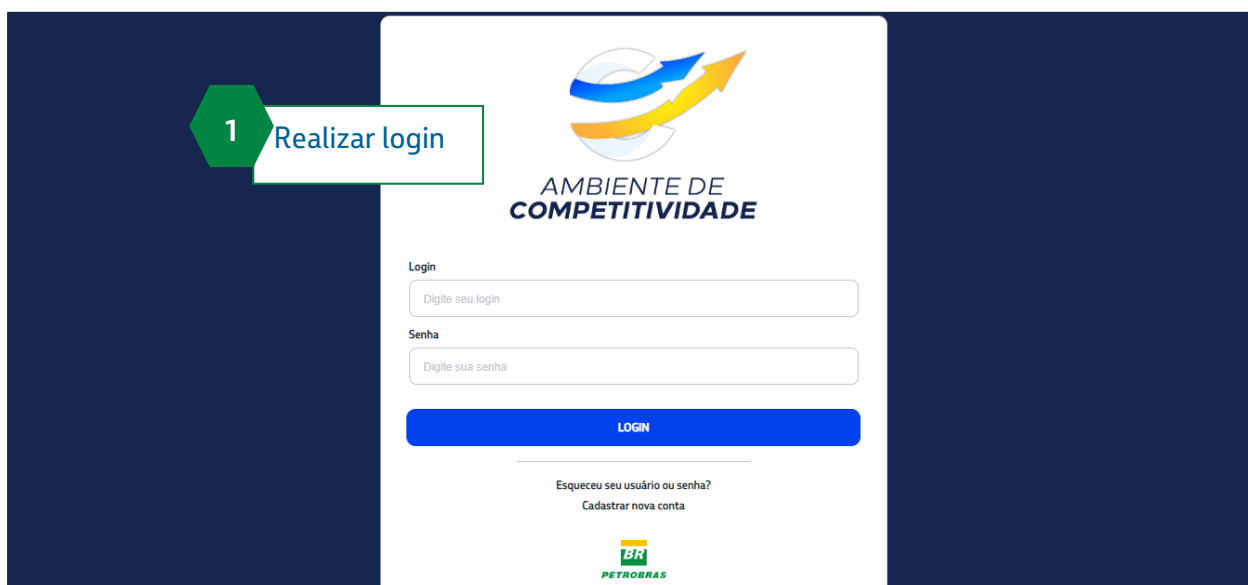 1
Realizar login
AMBIENTE DE
COMPETITIVIDADE
Login
Digite seu login
Senha
Digite sua senha
LOGIN
Esqueceu seu usuário ou senha?
Cadastrar nova conta
BR
PETROBRAS